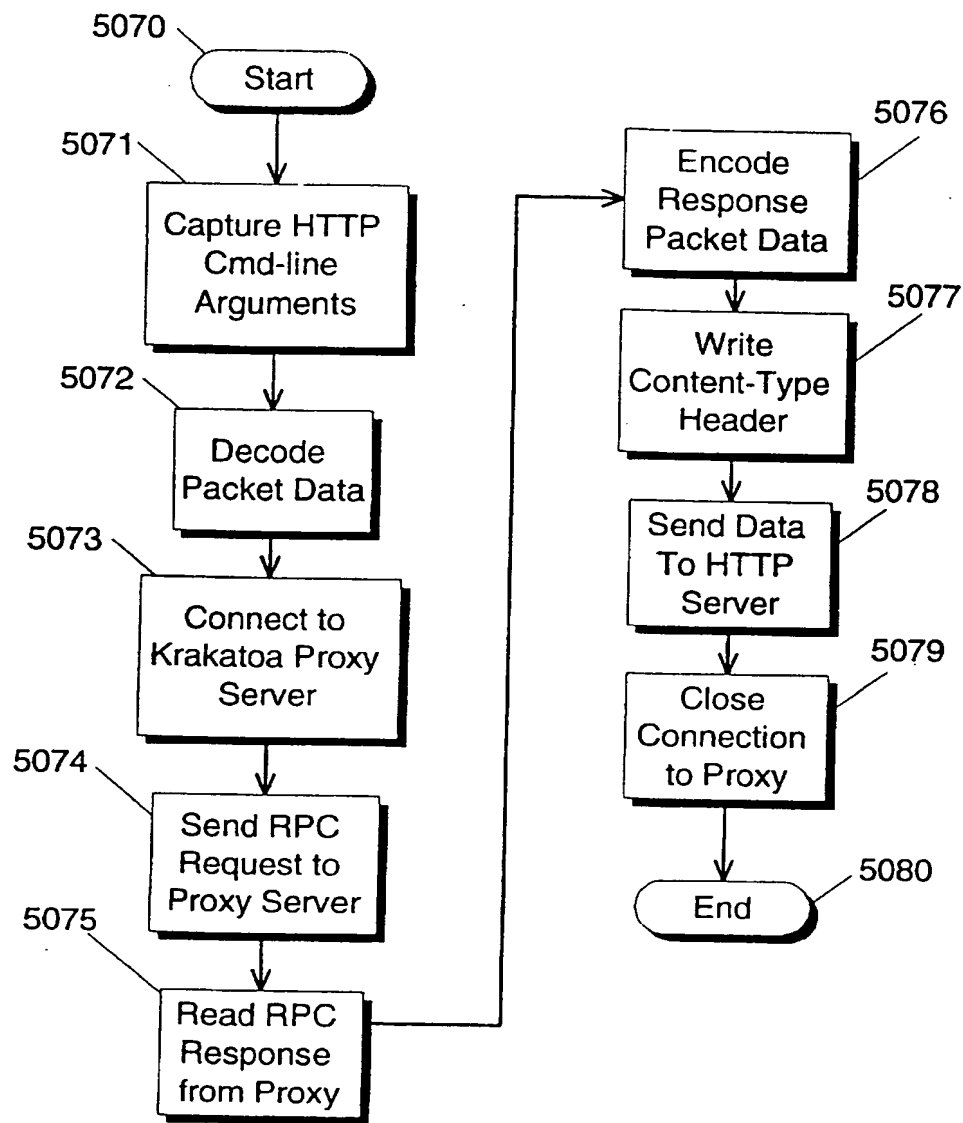 5070
Start
5071
Capture HTTP
Cmd-line
Arguments
5072
Decode
Packet Data
5073
Connect to
Krakatoa Proxy
Server
5074
Send RPC
Request to
Proxy Server
5075
Read RPC
Response
from Proxy
5076
Encode
Response
Packet Data
5077
Write
Content-Type
Header
5078
Send Data
To HTTP
Server
5079
Close
Connection
to Proxy
5080
End